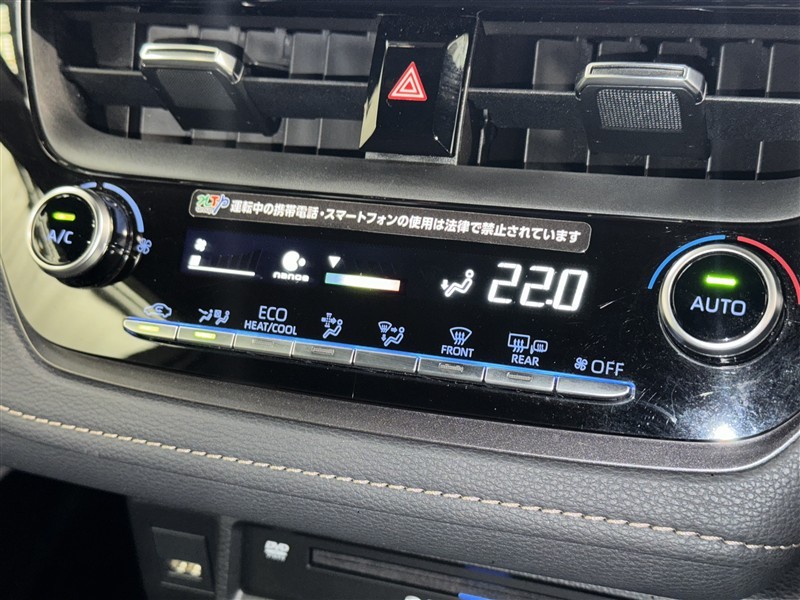 運転中の携帯電話・スマートフォンの使用は法律で禁止されています
A/C
nanoe
22.0
AUTO
ECO
HEAT/COOL
FRONT
REAR
OFF